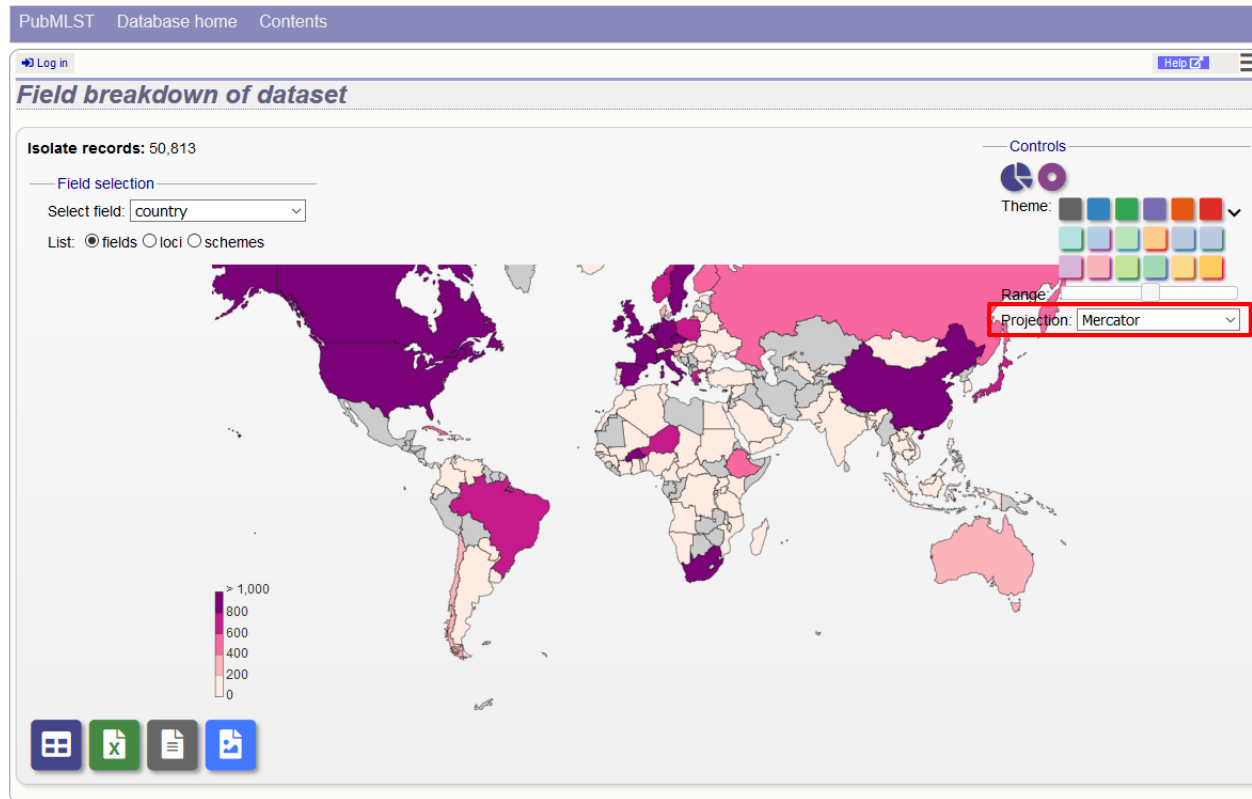 PubMLST Database home Contents
Log in
Help
Field breakdown of dataset
Isolate records: 50,813
Controls
Field selection
Select field: country
Theme:
List: fields loci schemes
Range:
Projection: Mercator
> 1,000
800
600
400
200
0
X